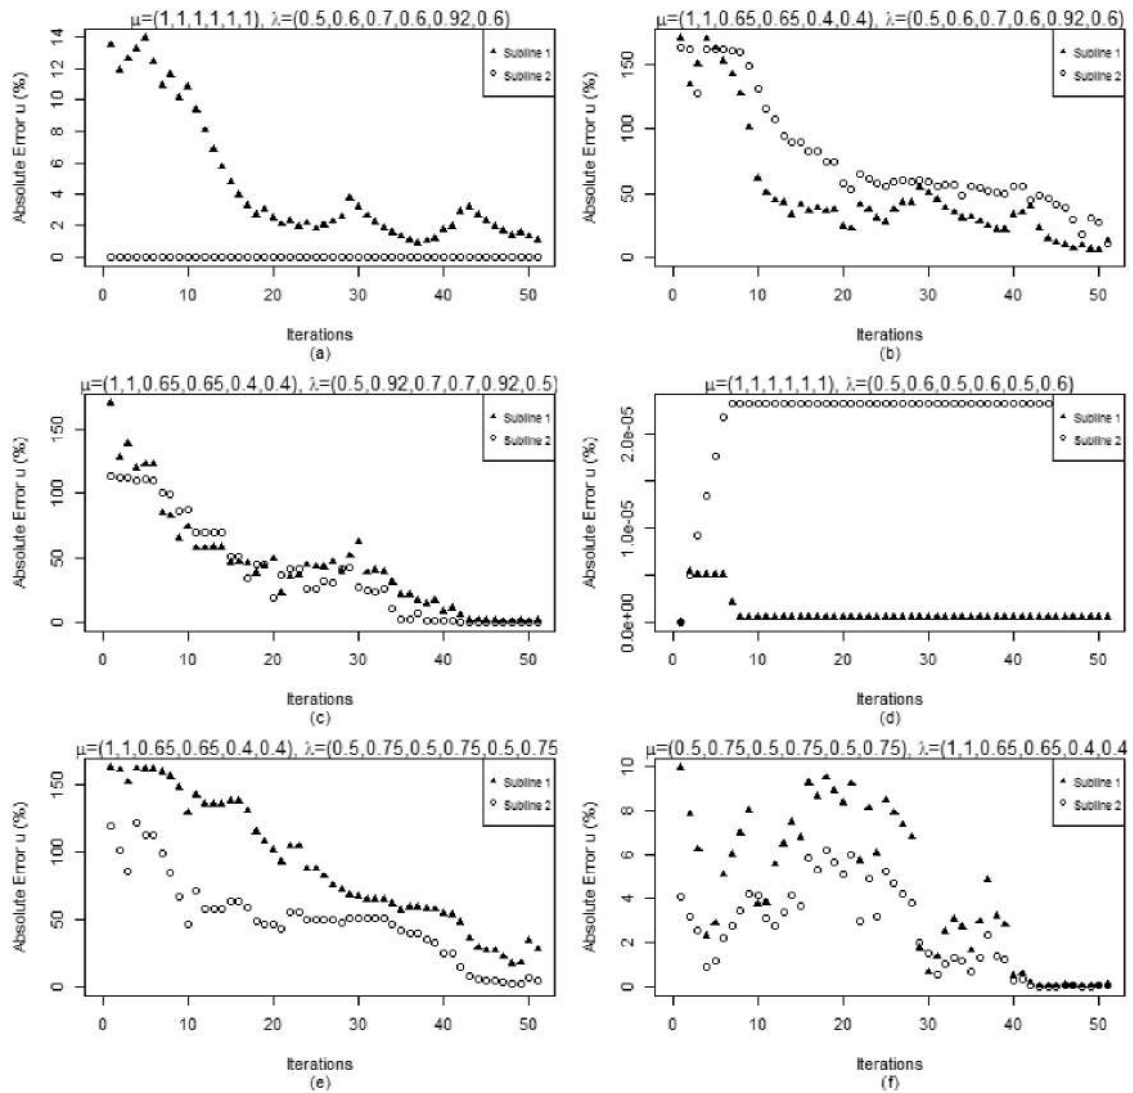 μ=(1,1,1,1,1,1), λ=(0.5,0.6,0.7,0.6,0.92,0.6)
Absolute Error u (%)
14
12
10
8
6
4
2
0
Subline 1
Subline 2
0 10 20 30 40 50
Iterations
(a)
μ=(1,1,0.65,0.65,0.4,0.4), λ=(0.5,0.6,0.7,0.6,0.92,0.6)
Absolute Error u (%)
150
100
50
0
Subline 1
Subline 2
0 10 20 30 40 50
Iterations
(b)
μ=(1,1,0.65,0.65,0.4,0.4), λ=(0.5,0.92,0.7,0.7,0.92,0.5)
Absolute Error u (%)
150
100
50
0
Subline 1
Subline 2
0 10 20 30 40 50
Iterations
(c)
μ=(1,1,1,1,1,1), λ=(0.5,0.6,0.5,0.6,0.5,0.6)
Absolute Error u (%)
2.0e-05
1.0e-05
0.0e+00
Subline 1
Subline 2
0 10 20 30 40 50
Iterations
(d)
μ=(1,1,0.65,0.65,0.4,0.4), λ=(0.5,0.75,0.5,0.75,0.5,0.75
Absolute Error u (%)
150
100
50
0
Subline 1
Subline 2
0 10 20 30 40 50
Iterations
(e)
μ=(0.5,0.75,0.5,0.75,0.5,0.75), λ=(1,1,0.65,0.65,0.4,0.4
Absolute Error u (%)
10
8
6
4
2
0
Subline 1
Subline 2
0 10 20 30 40 50
Iterations
(f)